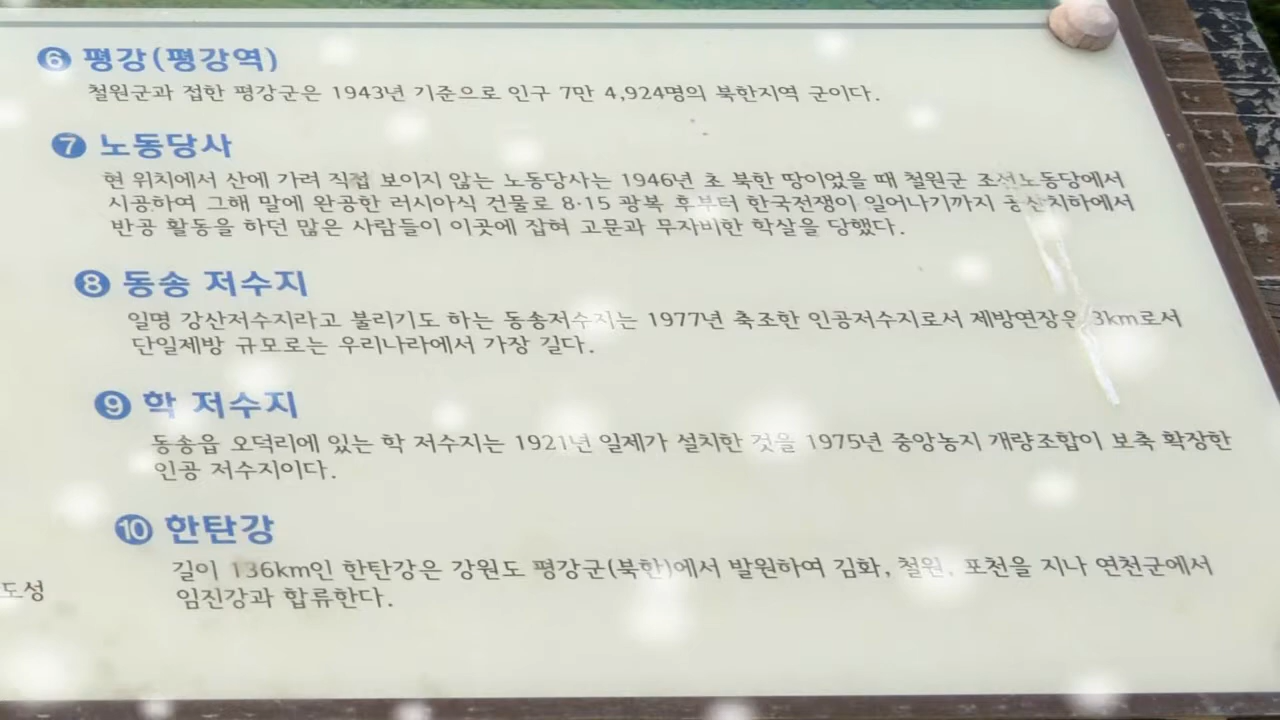 ❻ 평강(평강역)
철원군과 접한 평강군은 1943년 기준으로 인구 7만 4,924명의 북한지역 군이다.
❼ 노동당사
현 위치에서 산에 가려 직접 보이지 않는 노동당사는 1946년 초 북한 땅이었을 때 철원군 조선노동당에서
시공하여 그해 말에 완공한 러시아식 건물로 8·15 광복 후부터 한국전쟁이 일어나기까지 공산치하에서
반공 활동을 하던 많은 사람들이 이곳에 잡혀 고문과 무자비한 학살을 당했다.
❽ 동송 저수지
일명 강산저수지라고 불리기도 하는 동송저수지는 1977년 축조한 인공저수지로서 제방연장은 3km로서
단일제방 규모로는 우리나라에서 가장 길다.
❾ 학 저수지
동송읍 오덕리에 있는 학 저수지는 1921년 일제가 설치한 것을 1975년 중앙농지 개량조합이 보축 확장한
인공 저수지이다.
❿ 한탄강
길이 136km인 한탄강은 강원도 평강군(북한)에서 발원하여 김화, 철원, 포천을 지나 연천군에서
임진강과 합류한다.
도성